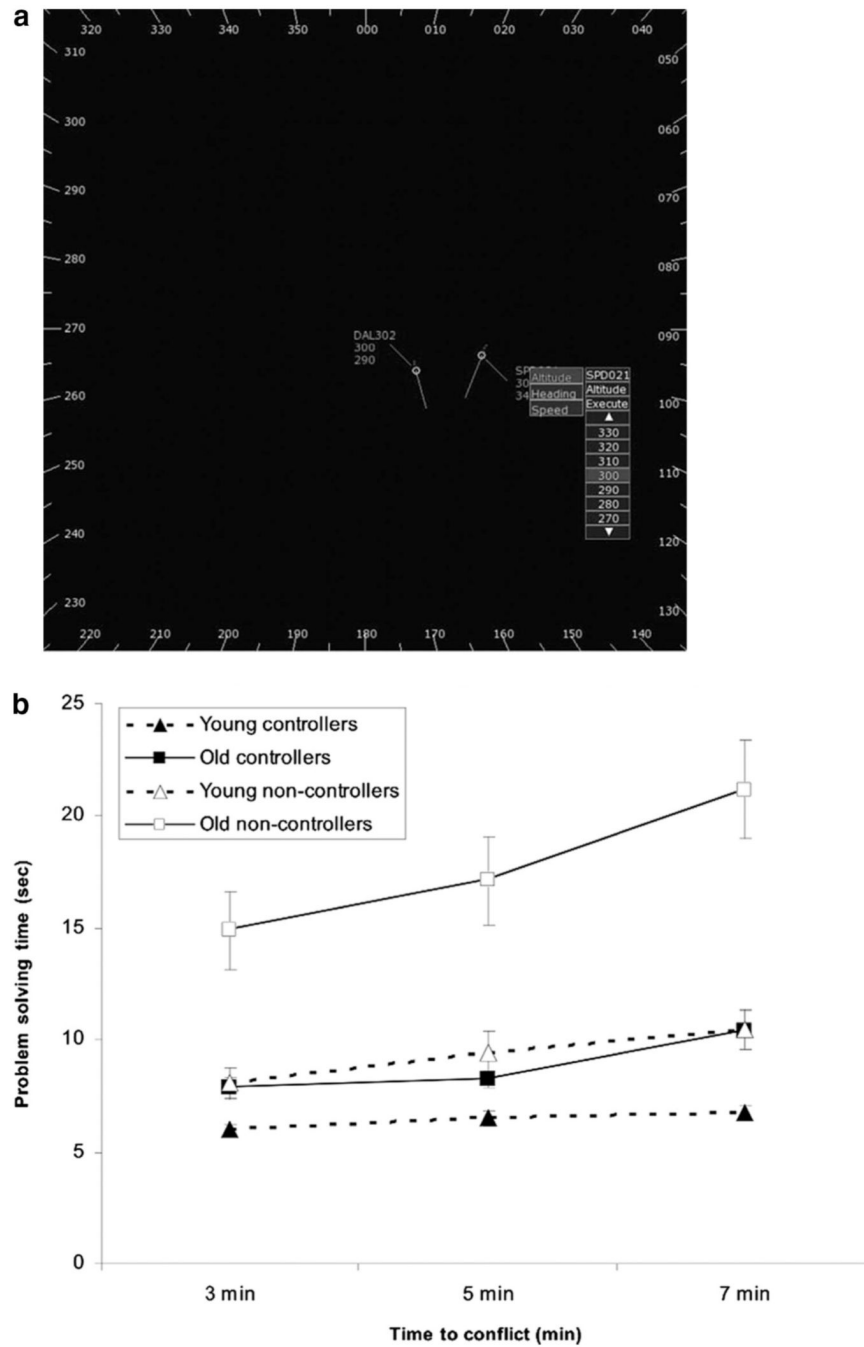 a
320 330 340 350 000 010 020 030 040
310 050
300 060
290 070
280 080
270 090
260 100
250 110
240 120
230 130
220 210 200 190 180 170 160 150 140
DAL302
300
290
30
34
Altitude
Heading
Speed
SPD021
Altitude
Execute
330
320
310
300
290
280
270
b
Young controllers
Old controllers
Young non-controllers
Old non-controllers
Problem solving time (sec)
25
20
15
10
5
0
3 min 5 min 7 min
Time to conflict (min)